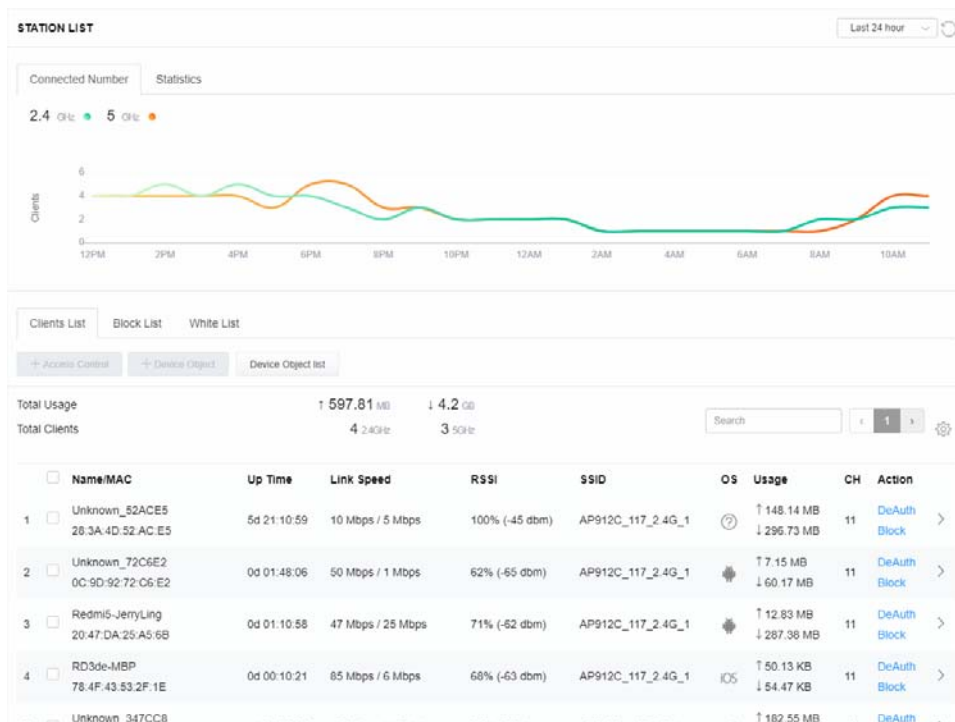 STATION LIST Last 24 hour
Connected Number Statistics
2.4 GHz 5 GHz
Clients
6
4
2
0
12PM 2PM 4PM 6PM 8PM 10PM 12AM 2AM 4AM 6AM 8AM 10AM
Clients List Block List White List
+ Access Control + Device Object Device Object list
Total Usage ↑ 597.81 MB ↓ 4.2 GB
Total Clients 4 2.4GHz 3 5GHz
Search ‹ 1 ›
Name/MAC Up Time Link Speed RSSI SSID OS Usage CH Action
1 Unknown_52ACE5 5d 21:10:59 10 Mbps / 5 Mbps 100% (-45 dbm) AP912C_117_2.4G_1 ? ↑ 148.14 MB 11 DeAuth
28:3A:4D:52:AC:E5 ↓ 296.73 MB Block
2 Unknown_72C6E2 0d 01:48:06 50 Mbps / 1 Mbps 62% (-65 dbm) AP912C_117_2.4G_1 ↑ 7.15 MB 11 DeAuth
0C:9D:92:72:C6:E2 ↓ 60.17 MB Block
3 Redmi5-JerryLing 0d 01:10:58 47 Mbps / 25 Mbps 71% (-62 dbm) AP912C_117_2.4G_1 ↑ 12.83 MB 11 DeAuth
20:47:DA:25:A5:6B ↓ 287.38 MB Block
4 RD3de-MBP 0d 00:10:21 85 Mbps / 6 Mbps 68% (-63 dbm) AP912C_117_2.4G_1 iOS ↑ 50.13 KB 11 DeAuth
78:4F:43:53:2F:1E ↓ 54.47 KB Block
Unknown_347CC8 ↑ 182.55 MB DeAuth